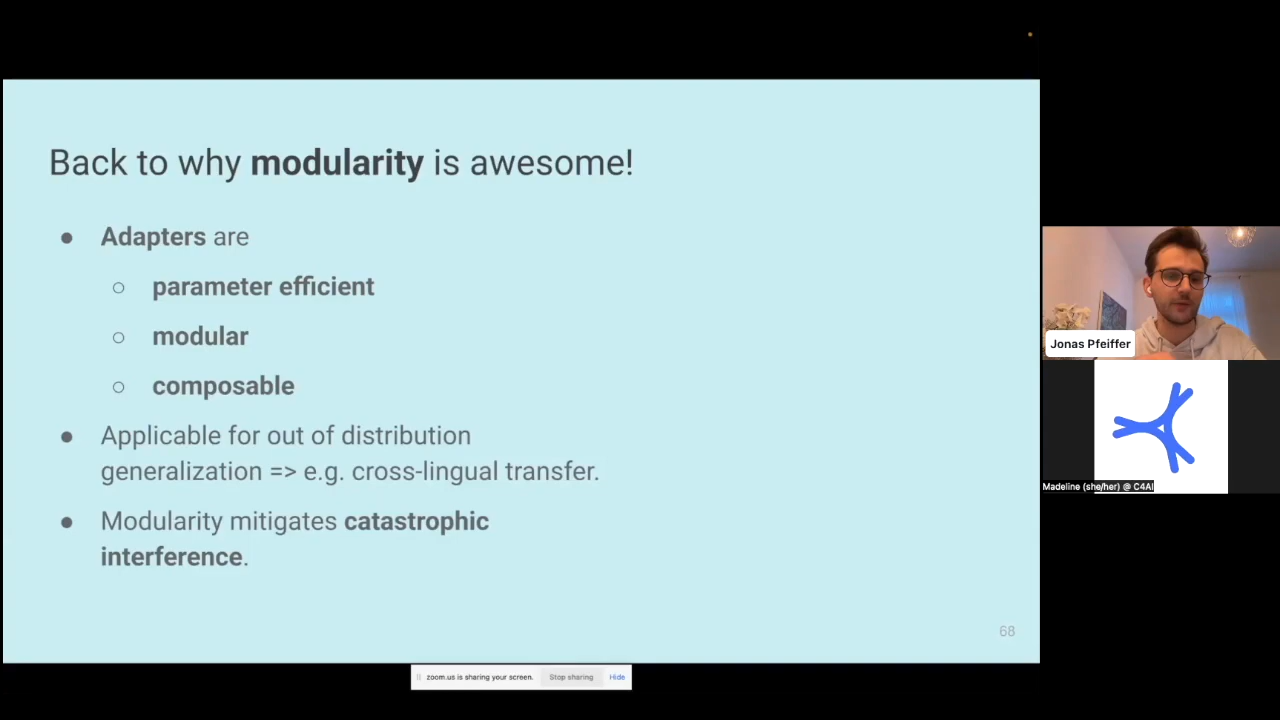 Back to why modularity is awesome!
● Adapters are
○ parameter efficient
○ modular
○ composable
● Applicable for out of distribution
generalization => e.g. cross-lingual transfer.
● Modularity mitigates catastrophic
interference.
68
Jonas Pfeiffer
Madeline (she/her) @ C4AI
zoom.us is sharing your screen. Stop sharing Hide